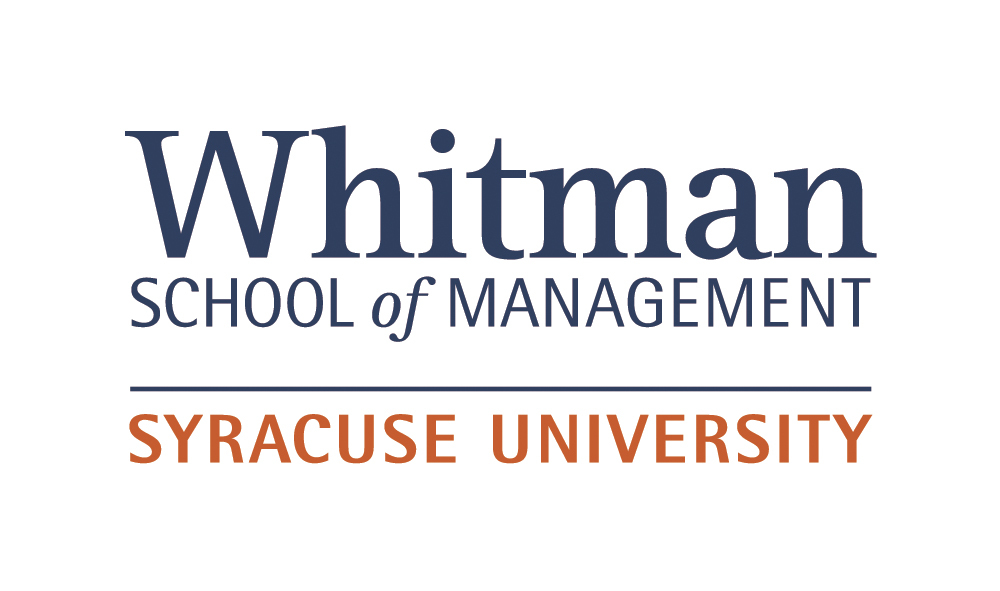 Whitman
SCHOOL of MANAGEMENT
SYRACUSE UNIVERSITY